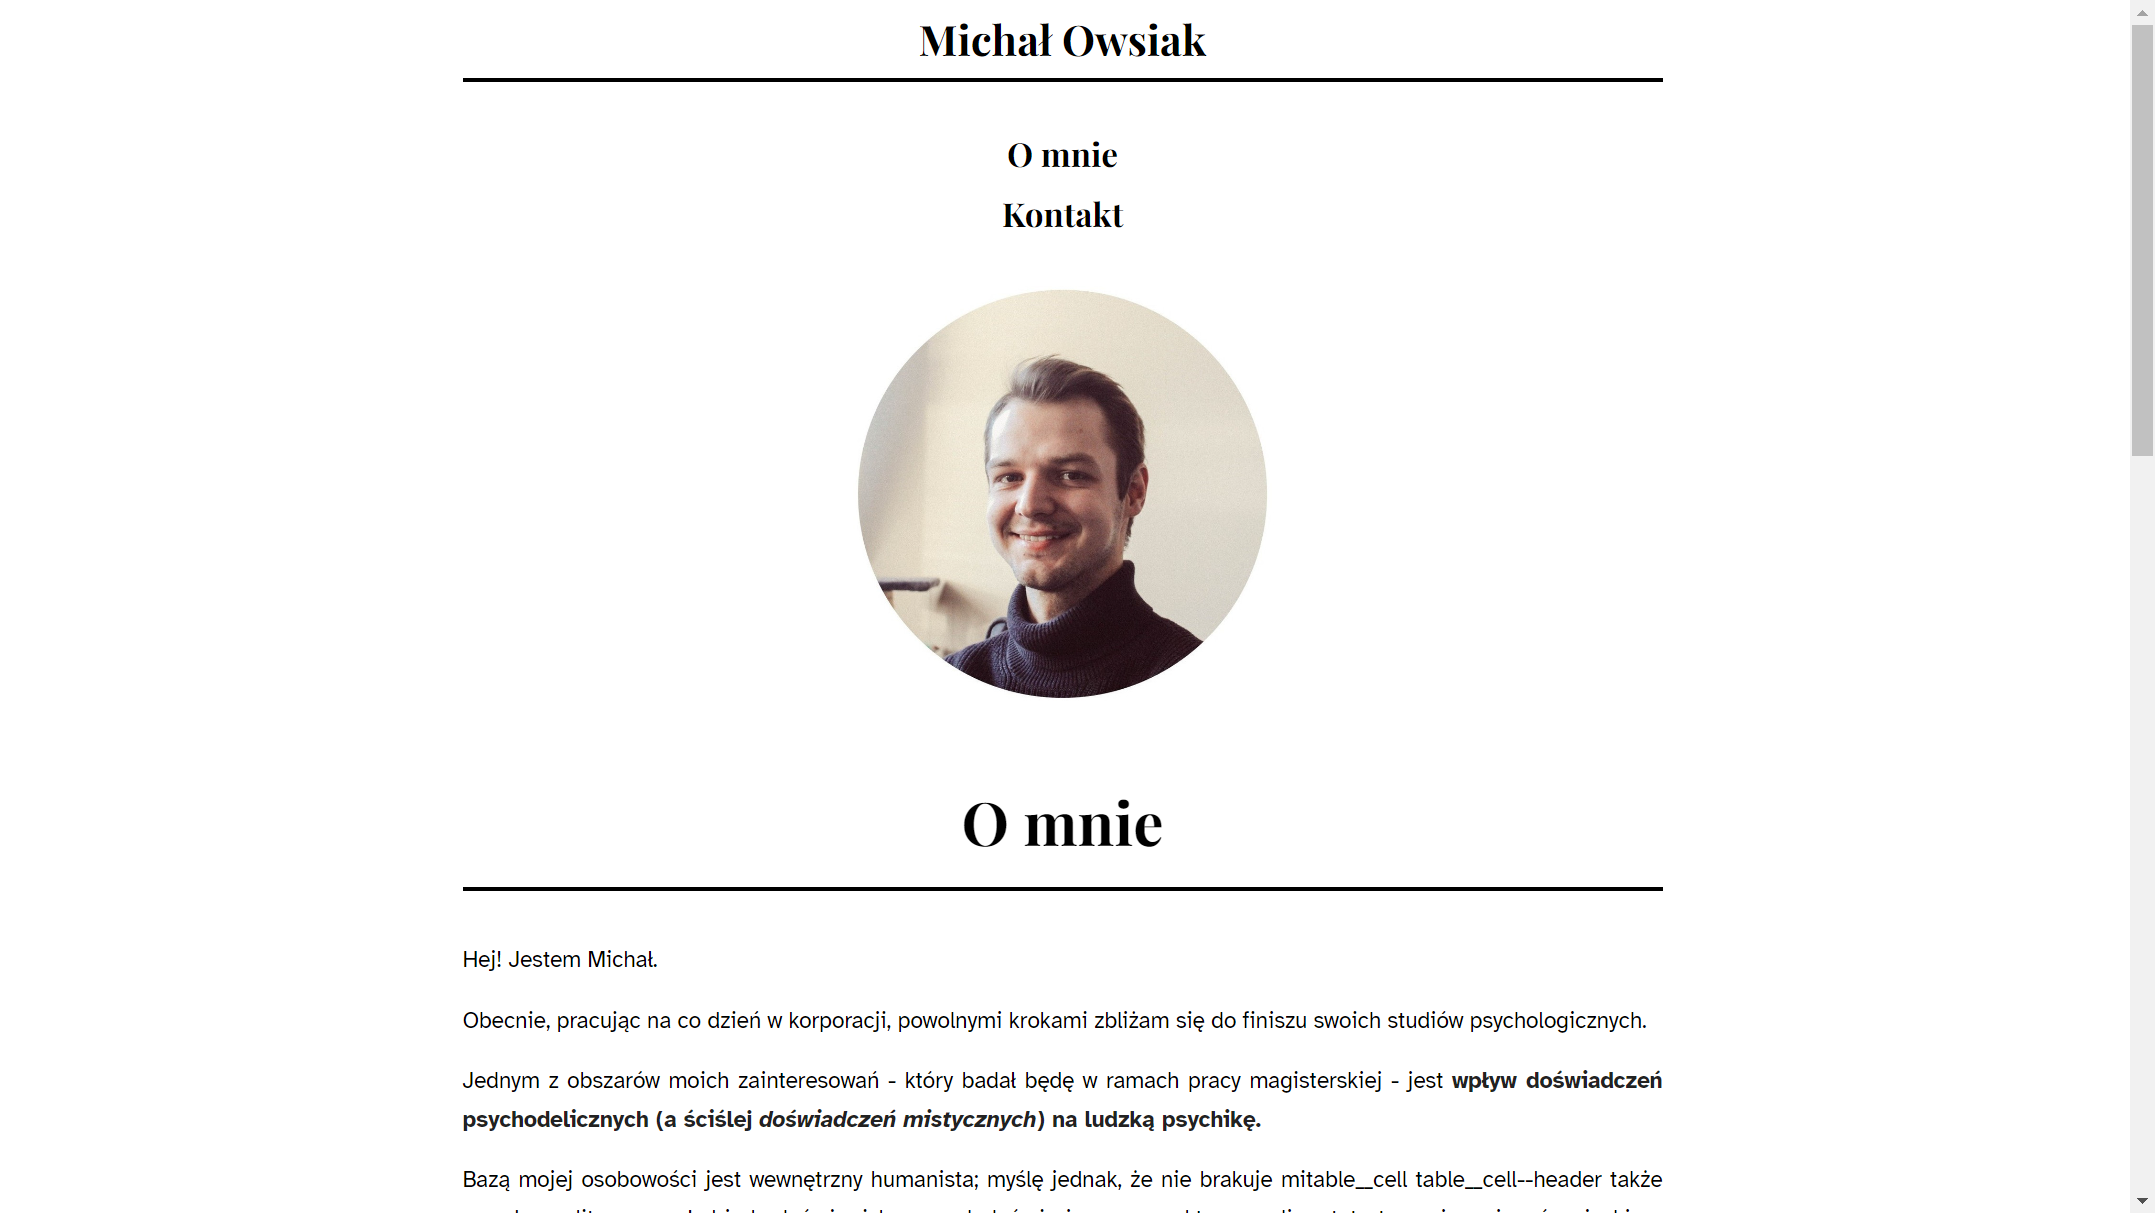 Michał Owsiak
O mnie
Kontakt
O mnie
Hej! Jestem Michał.
Obecnie, pracując na co dzień w korporacji, powolnymi krokami zbliżam się do finiszu swoich studiów psychologicznych.
Jednym z obszarów moich zainteresowań - który badał będę w ramach pracy magisterskiej - jest wpływ doświadczeń
psychodelicznych (a ściślej doświadczeń mistycznych) na ludzką psychikę.
Bazą mojej osobowości jest wewnętrzny humanista; myślę jednak, że nie brakuje mitable__cell table__cell--header także